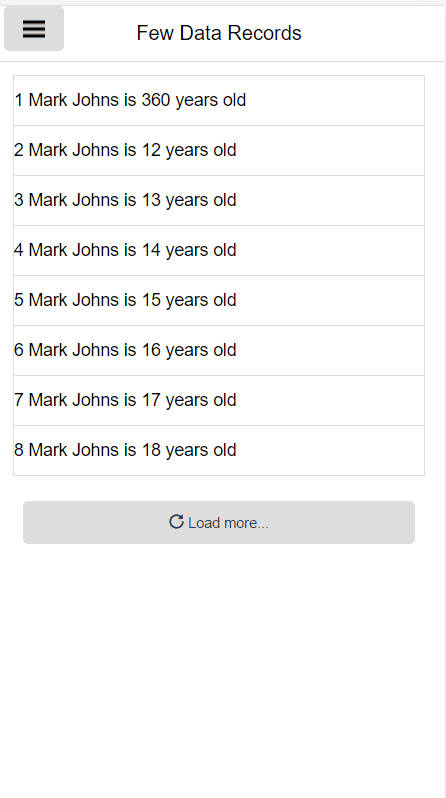 Few Data Records
1 Mark Johns is 360 years old
2 Mark Johns is 12 years old
3 Mark Johns is 13 years old
4 Mark Johns is 14 years old
5 Mark Johns is 15 years old
6 Mark Johns is 16 years old
7 Mark Johns is 17 years old
8 Mark Johns is 18 years old
Load more...